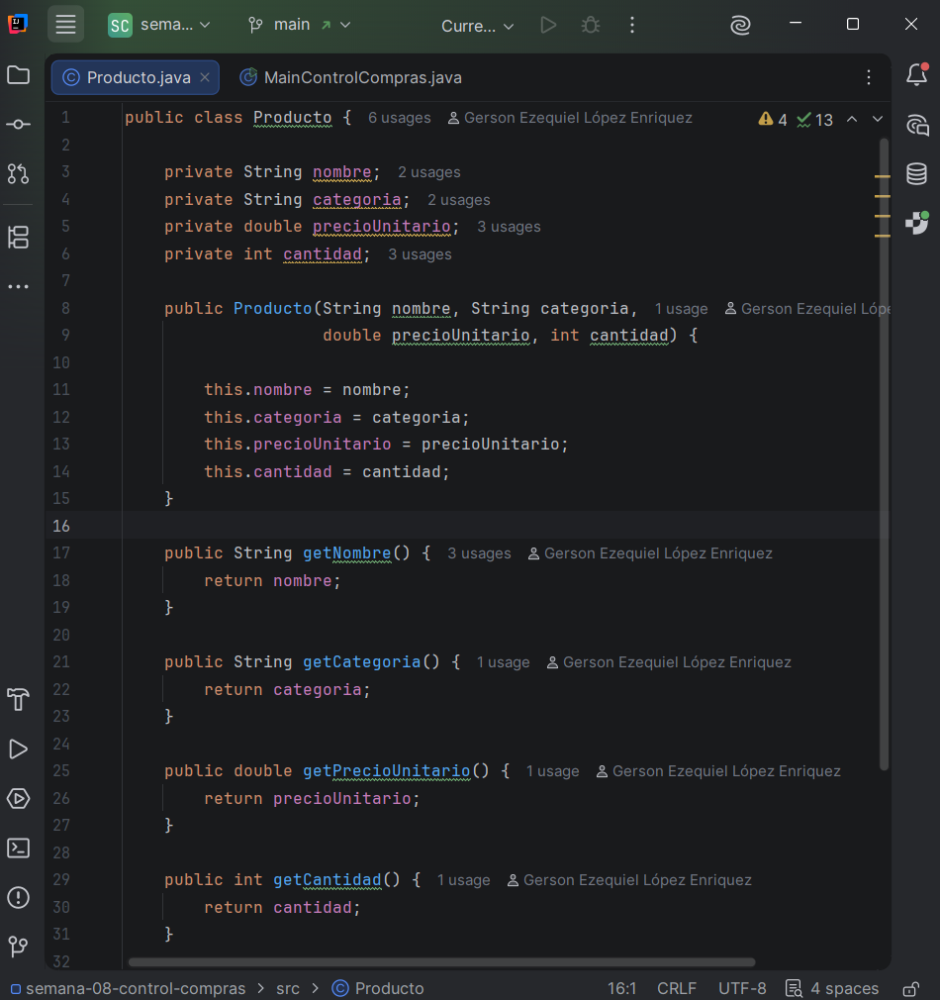 SC sema... main Curre...
Producto.java MainControlCompras.java
1 public class Producto { 6 usages Gerson Ezequiel López Enriquez 4 13
2
3 private String nombre; 2 usages
4 private String categoria; 2 usages
5 private double precioUnitario; 3 usages
6 private int cantidad; 3 usages
7
8 public Producto(String nombre, String categoria, 1 usage Gerson Ezequiel Lópe
9 double precioUnitario, int cantidad) {
10
11 this.nombre = nombre;
12 this.categoria = categoria;
13 this.precioUnitario = precioUnitario;
14 this.cantidad = cantidad;
15 }
16
17 public String getNombre() { 3 usages Gerson Ezequiel López Enriquez
18 return nombre;
19 }
20
21 public String getCategoria() { 1 usage Gerson Ezequiel López Enriquez
22 return categoria;
23 }
24
25 public double getPrecioUnitario() { 1 usage Gerson Ezequiel López Enriquez
26 return precioUnitario;
27 }
28
29 public int getCantidad() { 1 usage Gerson Ezequiel López Enriquez
30 return cantidad;
31 }
32
semana-08-control-compras > src > Producto 16:1 CRLF UTF-8 4 spaces